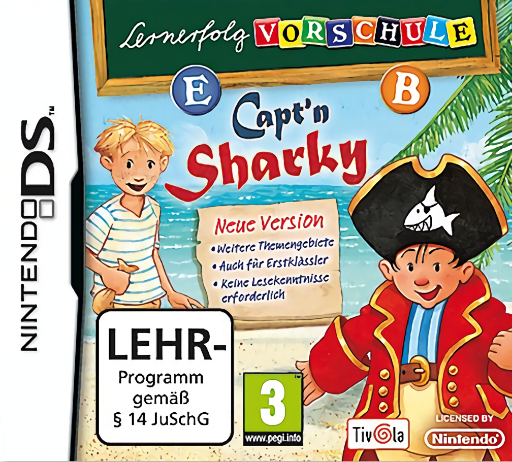 Lernerfolg VORSCHULE
E B
Capt'n
Sharky
Neue Version
• Weitere Themengebiete
• Auch für Erstklässler
• Keine Lesekenntnisse
erforderlich
NINTENDO DS™
LEHR-
Programm
gemäß
§ 14 JuSchG
3
www.pegi.info
Tivola
LICENSED BY
Nintendo